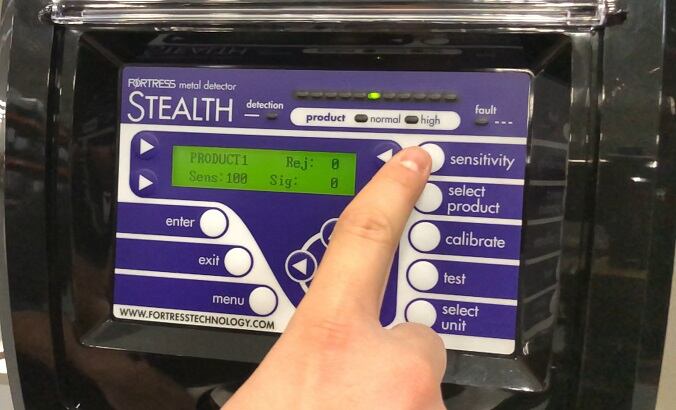 FORTRESS metal detector
STEALTH
detection
product normal high
fault
PRODUCT1 Rej: 0
Sens:100 Sig: 0
sensitivity
select
product
calibrate
test
select
unit
enter
exit
menu
WWW.FORTRESSTECHNOLOGY.COM